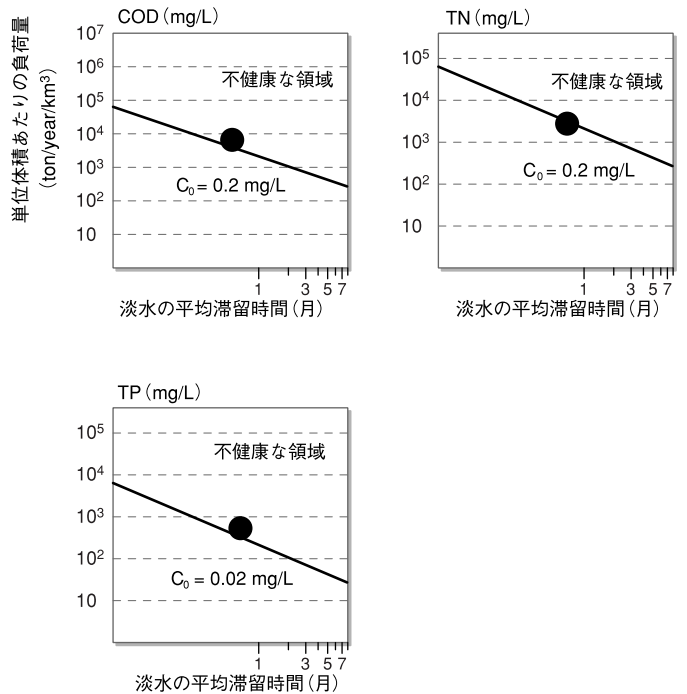 単位体積あたりの負荷量
(ton/year/km³)
COD(mg/L)
10⁷
10⁶
10⁵
10⁴
10³
10²
10
不健康な領域
C₀ = 0.2 mg/L
1 3 5 7
淡水の平均滞留時間(月)
TN(mg/L)
10⁵
10⁴
10³
10²
10
不健康な領域
C₀ = 0.2 mg/L
1 3 5 7
淡水の平均滞留時間(月)
TP(mg/L)
10⁵
10⁴
10³
10²
10
不健康な領域
C₀ = 0.02 mg/L
1 3 5 7
淡水の平均滞留時間(月)